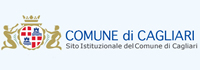 COMUNE di CAGLIARI
Sito Istituzionale del Comune di Cagliari